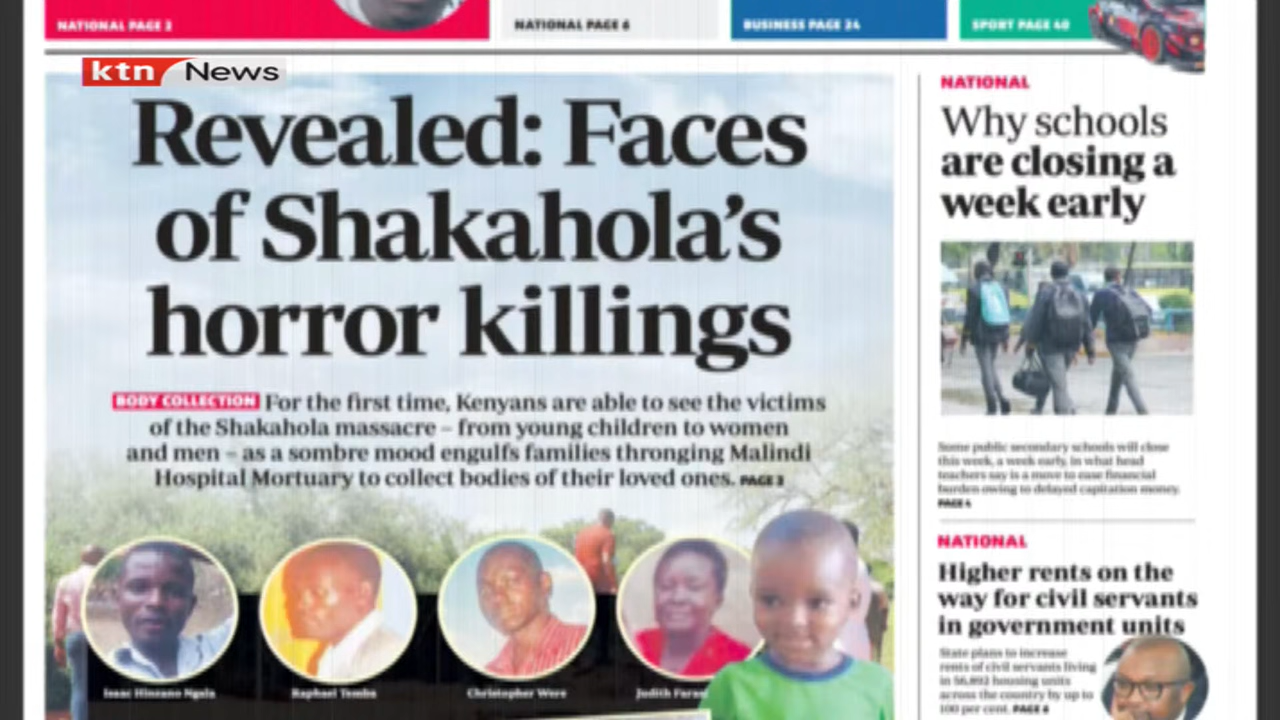 NATIONAL PAGE 2
NATIONAL PAGE 6
BUSINESS PAGE 24
SPORT PAGE 40
ktn News
Revealed: Faces
of Shakahola's
horror killings
BODY COLLECTION For the first time, Kenyans are able to see the victims
of the Shakahola massacre – from young children to women
and men – as a sombre mood engulfs families thronging Malindi
Hospital Mortuary to collect bodies of their loved ones. PAGE 2
Isaac Hinzano Ngala
Raphael
Christopher Were
Judith
NATIONAL
Why schools
are closing a
week early
Some public secondary schools will close
this week, a week early, in what head
teachers say is a move to ease financial
burden owing to delayed capitation money.
PAGE 4
NATIONAL
Higher rents on the
way for civil servants
in government units
State plans to increase
rents of civil servants living
in 56,892 housing units
across the country by up to
100 per cent. PAGE 8